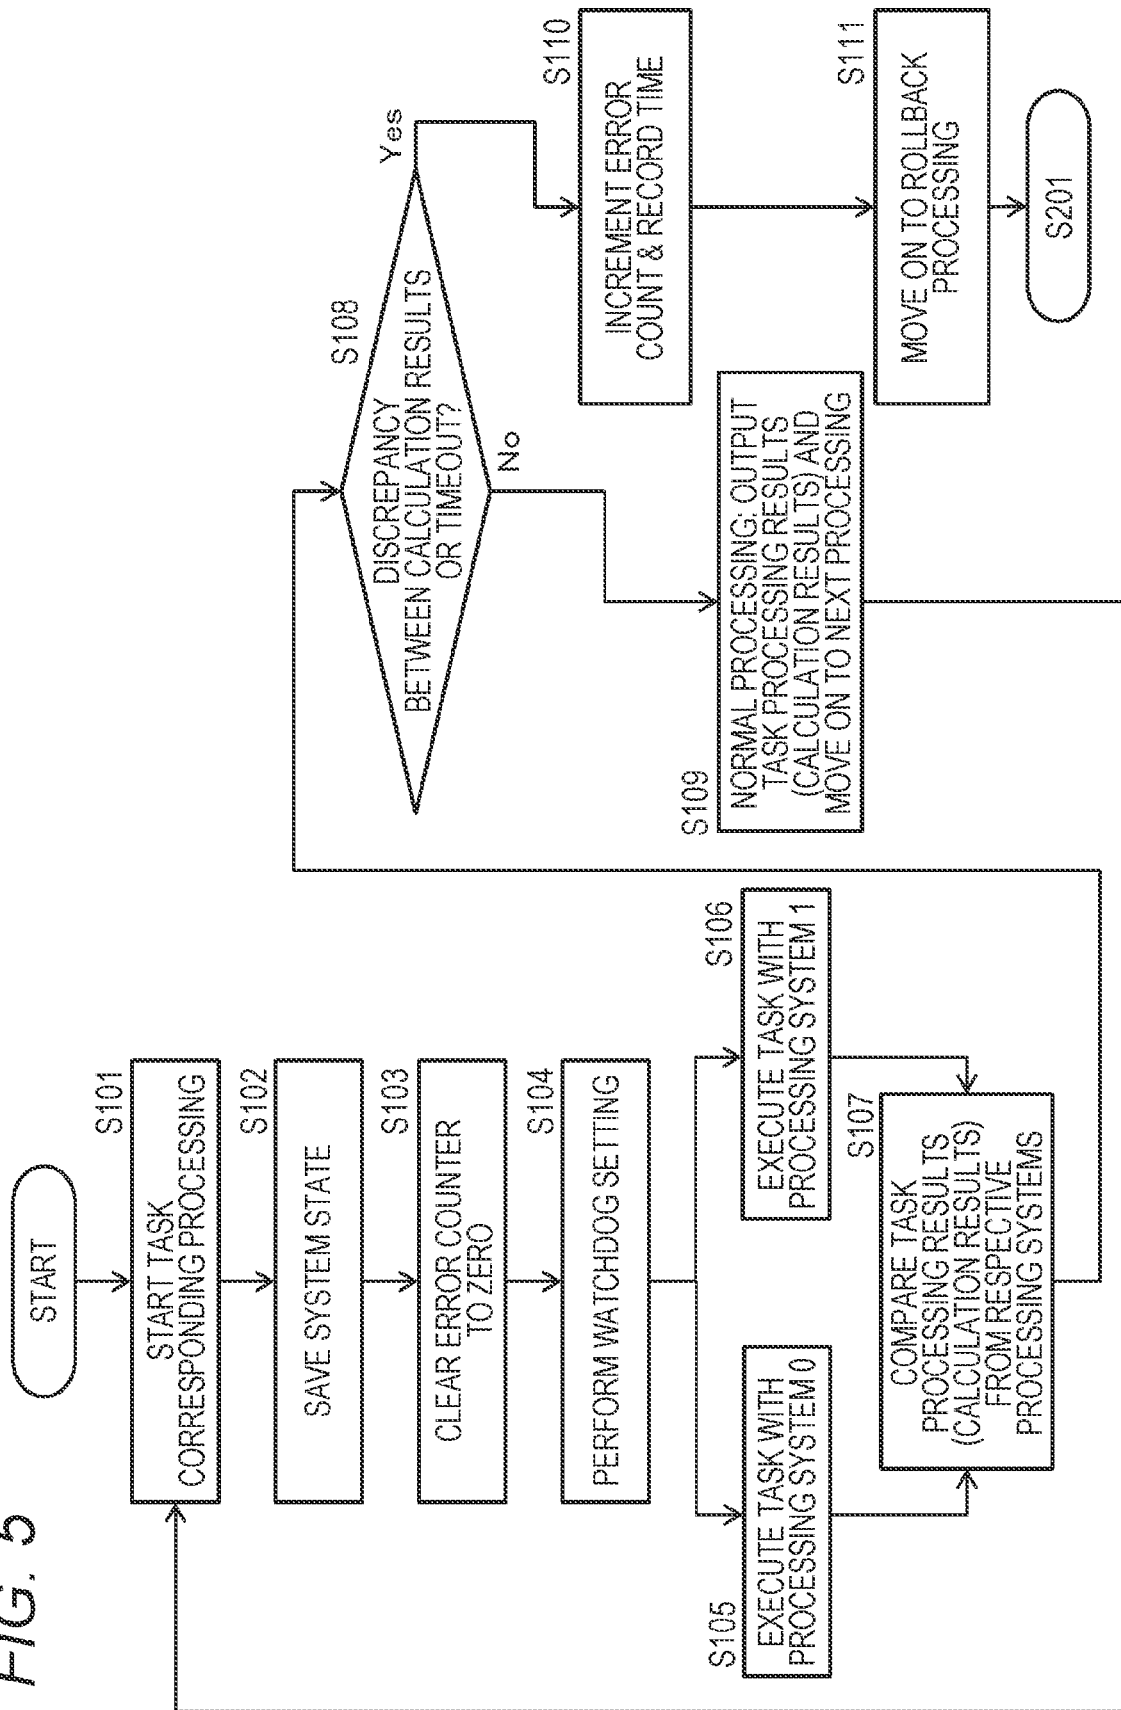 FIG. 5
START
S101
START TASK
CORRESPONDING PROCESSING
S102
SAVE SYSTEM STATE
S103
CLEAR ERROR COUNTER
TO ZERO
S104
PERFORM WATCHDOG SETTING
S105
EXECUTE TASK WITH
PROCESSING SYSTEM 0
S106
EXECUTE TASK WITH
PROCESSING SYSTEM 1
S107
COMPARE TASK
PROCESSING RESULTS
(CALCULATION RESULTS)
FROM RESPECTIVE
PROCESSING SYSTEMS
S108
DISCREPANCY
BETWEEN CALCULATION RESULTS
OR TIMEOUT?
Yes
No
S109
NORMAL PROCESSING: OUTPUT
TASK PROCESSING RESULTS
(CALCULATION RESULTS) AND
MOVE ON TO NEXT PROCESSING
S110
INCREMENT ERROR
COUNT & RECORD TIME
S111
MOVE ON TO ROLLBACK
PROCESSING
S201